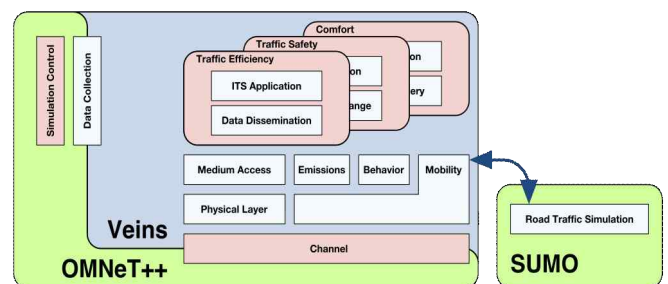 Comfort
Traffic Safety
Traffic Efficiency
ITS Application
Data Dissemination
Simulation Control
Data Collection
Medium Access
Emissions
Behavior
Mobility
Physical Layer
Channel
Veins
OMNeT++
Road Traffic Simulation
SUMO